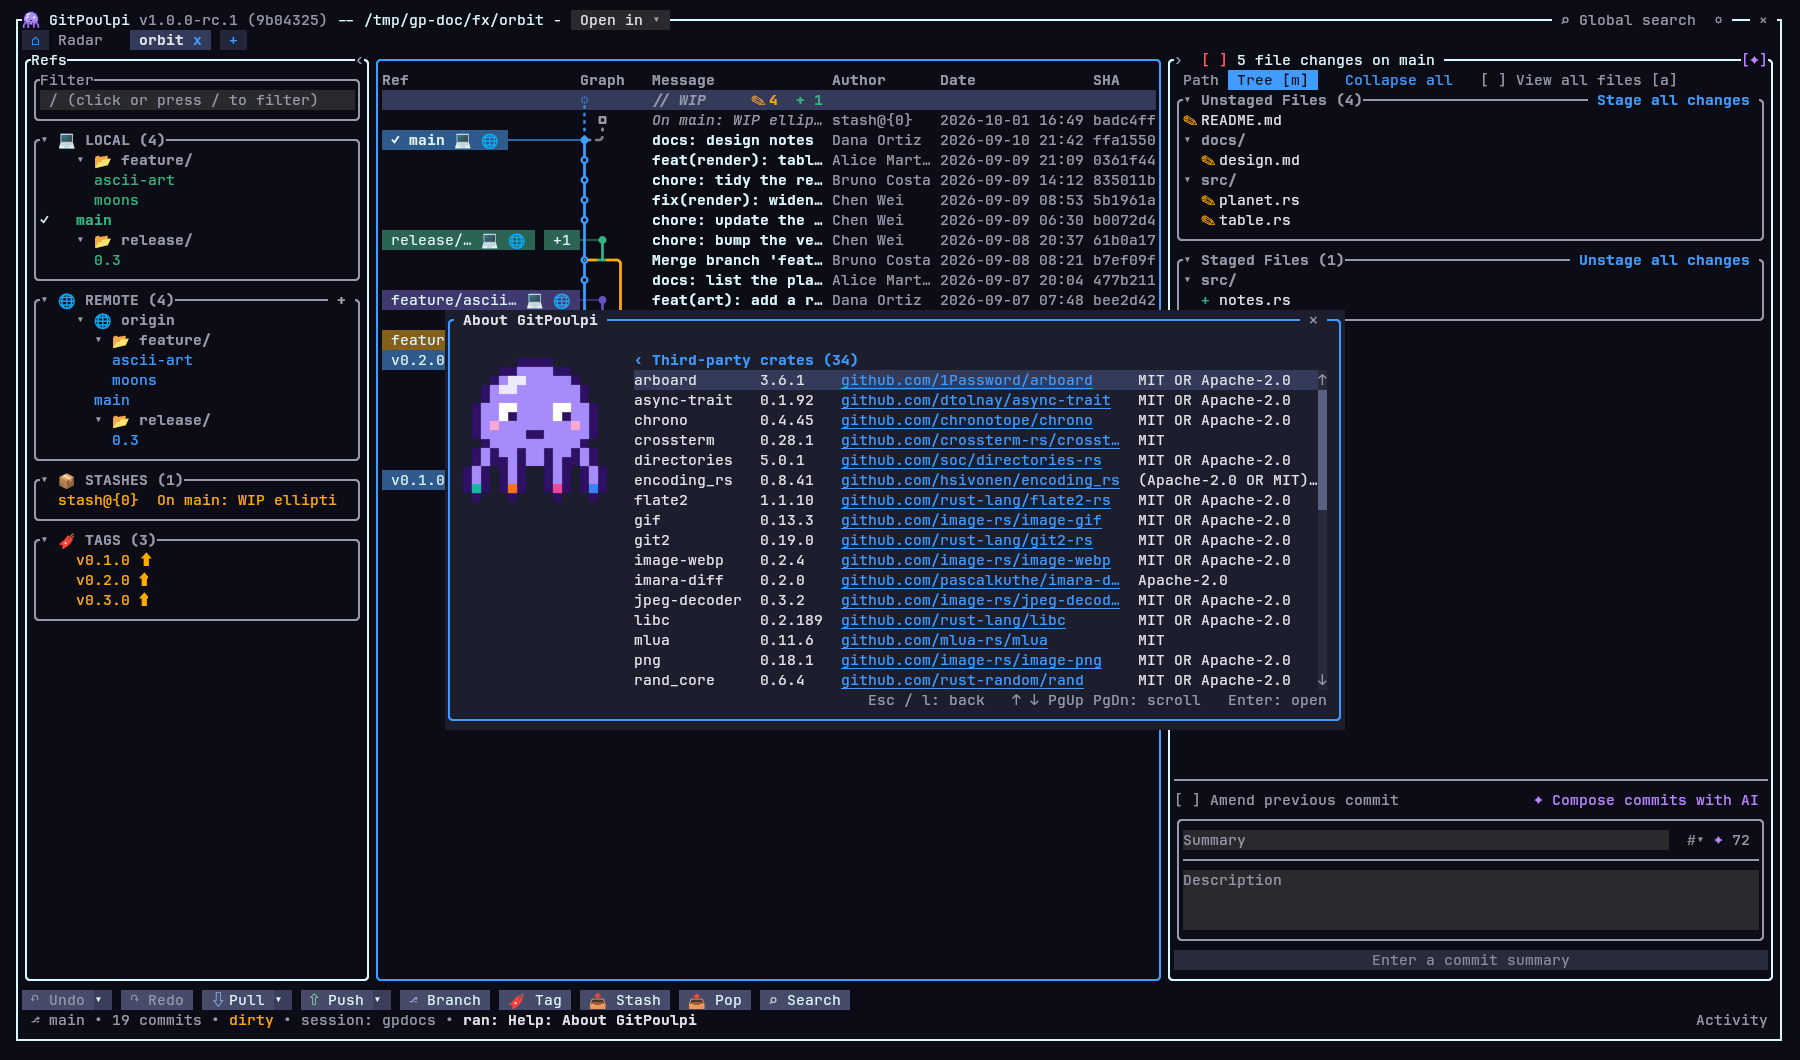 GitPoulpi v1.0.0-rc.1 (9b04325) -- /tmp/gp-doc/fx/orbit - Open in ▾ ⌕ Global search ×
⌂ Radar orbit x +
Refs ‹
Filter
/ (click or press / to filter)
▾ LOCAL (4)
▾ feature/
ascii-art
moons
✓ main
▾ release/
0.3
▾ REMOTE (4) +
▾ origin
▾ feature/
ascii-art
moons
main
▾ release/
0.3
▾ STASHES (1)
stash@{0} On main: WIP ellipti
▾ TAGS (3)
v0.1.0 ⬆
v0.2.0 ⬆
v0.3.0 ⬆
Ref Graph Message Author Date SHA
// WIP 4 + 1
On main: WIP ellip… stash@{0} 2026-10-01 16:49 badc4ff
✓ main docs: design notes Dana Ortiz 2026-09-10 21:42 ffa1550
feat(render): tabl… Alice Mart… 2026-09-09 21:09 0361f44
chore: tidy the re… Bruno Costa 2026-09-09 14:12 835011b
fix(render): widen… Chen Wei 2026-09-09 08:53 5b1961a
chore: update the … Chen Wei 2026-09-09 06:30 b0072d4
release/… +1 chore: bump the ve… Chen Wei 2026-09-08 20:37 61b0a17
Merge branch 'feat… Bruno Costa 2026-09-08 08:21 b7ef09f
docs: list the pla… Alice Mart… 2026-09-07 20:04 477b211
feature/ascii… feat(art): add a r… Dana Ortiz 2026-09-07 07:48 bee2d42
featur
v0.2.0
v0.1.0
› [ ] 5 file changes on main [✦]
Path Tree [m] Collapse all [ ] View all files [a]
▾ Unstaged Files (4) Stage all changes
README.md
▾ docs/
design.md
▾ src/
planet.rs
table.rs
▾ Staged Files (1) Unstage all changes
▾ src/
+ notes.rs
About GitPoulpi ×
‹ Third-party crates (34)
arboard 3.6.1 github.com/1Password/arboard MIT OR Apache-2.0 ↑
async-trait 0.1.92 github.com/dtolnay/async-trait MIT OR Apache-2.0
chrono 0.4.45 github.com/chronotope/chrono MIT OR Apache-2.0
crossterm 0.28.1 github.com/crossterm-rs/crosst… MIT
directories 5.0.1 github.com/soc/directories-rs MIT OR Apache-2.0
encoding_rs 0.8.41 github.com/hsivonen/encoding_rs (Apache-2.0 OR MIT)…
flate2 1.1.10 github.com/rust-lang/flate2-rs MIT OR Apache-2.0
gif 0.13.3 github.com/image-rs/image-gif MIT OR Apache-2.0
git2 0.19.0 github.com/rust-lang/git2-rs MIT OR Apache-2.0
image-webp 0.2.4 github.com/image-rs/image-webp MIT OR Apache-2.0
imara-diff 0.2.0 github.com/pascalkuthe/imara-d… Apache-2.0
jpeg-decoder 0.3.2 github.com/image-rs/jpeg-decod… MIT OR Apache-2.0
libc 0.2.189 github.com/rust-lang/libc MIT OR Apache-2.0
mlua 0.11.6 github.com/mlua-rs/mlua MIT
png 0.18.1 github.com/image-rs/image-png MIT OR Apache-2.0
rand_core 0.6.4 github.com/rust-random/rand MIT OR Apache-2.0 ↓
Esc / l: back ↑ ↓ PgUp PgDn: scroll Enter: open
[ ] Amend previous commit ✦ Compose commits with AI
Summary #▾ ✦ 72
Description
Enter a commit summary
↶ Undo ▾ ↷ Redo ⇩ Pull ▾ ⇧ Push ▾ Branch Tag Stash Pop ⌕ Search
main • 19 commits • dirty • session: gpdocs • ran: Help: About GitPoulpi Activity